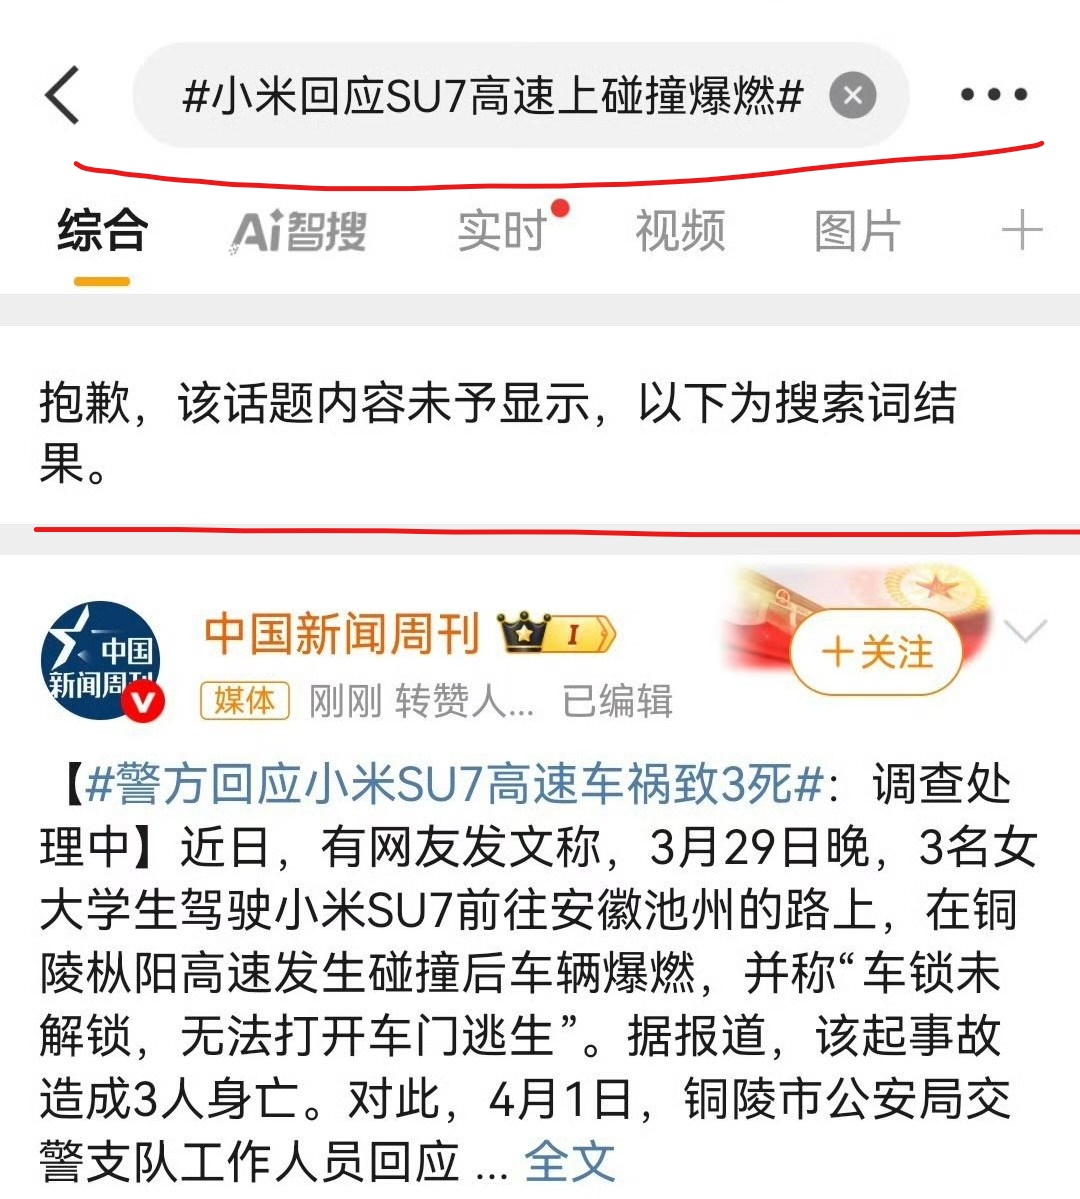 #小米回应SU7高速上碰撞爆燃#
综合 Ai智搜 实时 视频 图片
抱歉，该话题内容未予显示，以下为搜索词结
果。
中国
新闻周刊
中国新闻周刊 I
+关注
媒体 刚刚 转赞人... 已编辑
【#警方回应小米SU7高速车祸致3死#：调查处
理中】近日，有网友发文称，3月29日晚，3名女
大学生驾驶小米SU7前往安徽池州的路上，在铜
陵枞阳高速发生碰撞后车辆爆燃，并称“车锁未
解锁，无法打开车门逃生”。据报道，该起事故
造成3人身亡。对此，4月1日，铜陵市公安局交
警支队工作人员回应 ... 全文